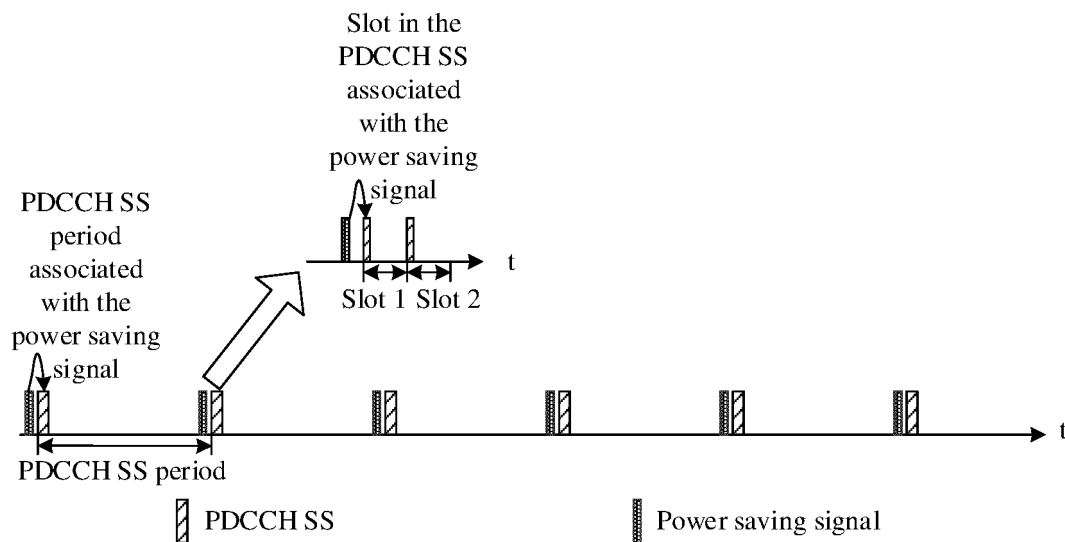 Slot in the
PDCCH SS
associated
with the
power saving
signal
PDCCH SS
period
associated
with the
power saving
signal
t
Slot 1
Slot 2
t
PDCCH SS period
PDCCH SS
Power saving signal